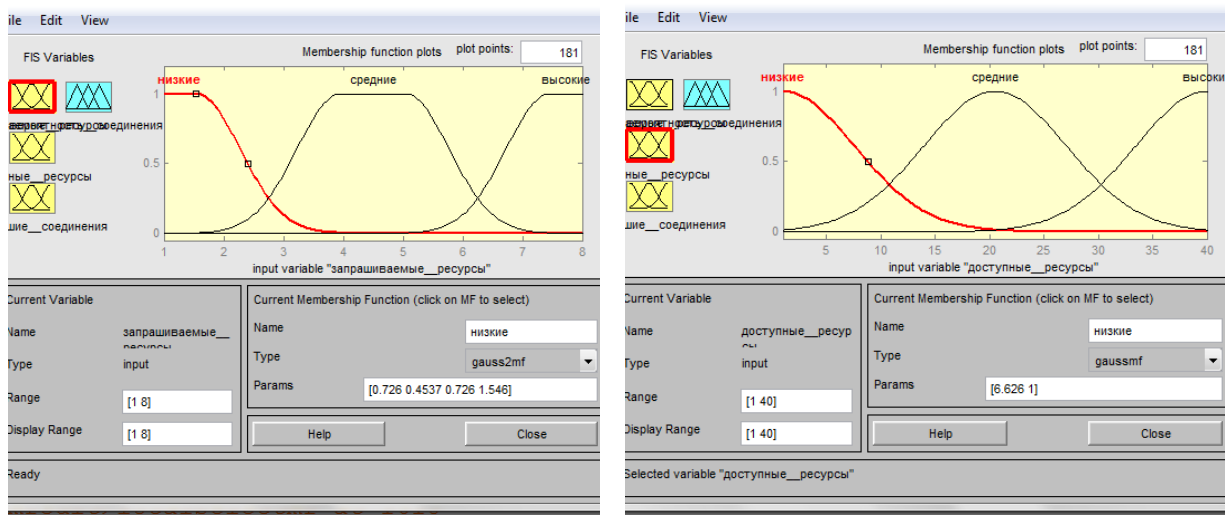 ile Edit View
FIS Variables
Membership function plots plot points: 181
низкие средние высокие
1
0.5
0
1 2 3 4 5 6 7 8
input variable "запрашиваемые__ресурсы"
ные__ресурсы
шие__соединения
Current Variable
Name запрашиваемые__
Type input
Range [1 8]
Display Range [1 8]
Current Membership Function (click on MF to select)
Name низкие
Type gauss2mf
Params [0.726 0.4537 0.726 1.546]
Help Close
Ready
ile Edit View
FIS Variables
Membership function plots plot points: 181
низкие средние высоки
1
0.5
0
5 10 15 20 25 30 35 40
input variable "доступные__ресурсы"
ные__ресурсы
шие__соединения
Current Variable
Name доступные__ресур
Type input
Range [1 40]
Display Range [1 40]
Current Membership Function (click on MF to select)
Name низкие
Type gaussmf
Params [6.626 1]
Help Close
Selected variable "доступные__ресурсы"